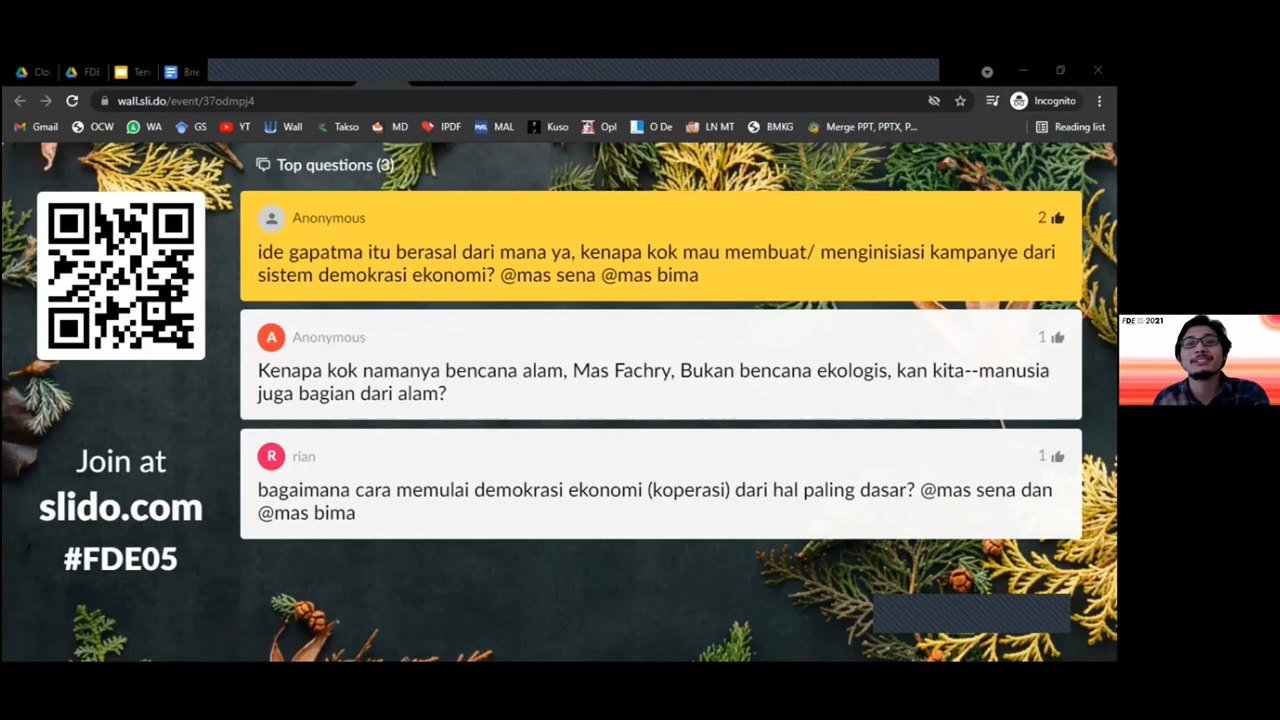 Clo
FDE
Teri
Brie
wall.sli.do/event/37odmpj4
Incognito
Gmail
OCW
WA
GS
YT
Wall
Takso
MD
IPDF
MAL
Kuso
Opl
O De
LN MT
BMKG
Merge PPT, PPTX, P...
Reading list
Top questions (3)
Anonymous
2
ide gapatma itu berasal dari mana ya, kenapa kok mau membuat/ menginisiasi kampanye dari
sistem demokrasi ekonomi? @mas sena @mas bima
A
Anonymous
1
Kenapa kok namanya bencana alam, Mas Fachry, Bukan bencana ekologis, kan kita--manusia
juga bagian dari alam?
R
rian
1
bagaimana cara memulai demokrasi ekonomi (koperasi) dari hal paling dasar? @mas sena dan
@mas bima
Join at
slido.com
#FDE05
FDE
2021